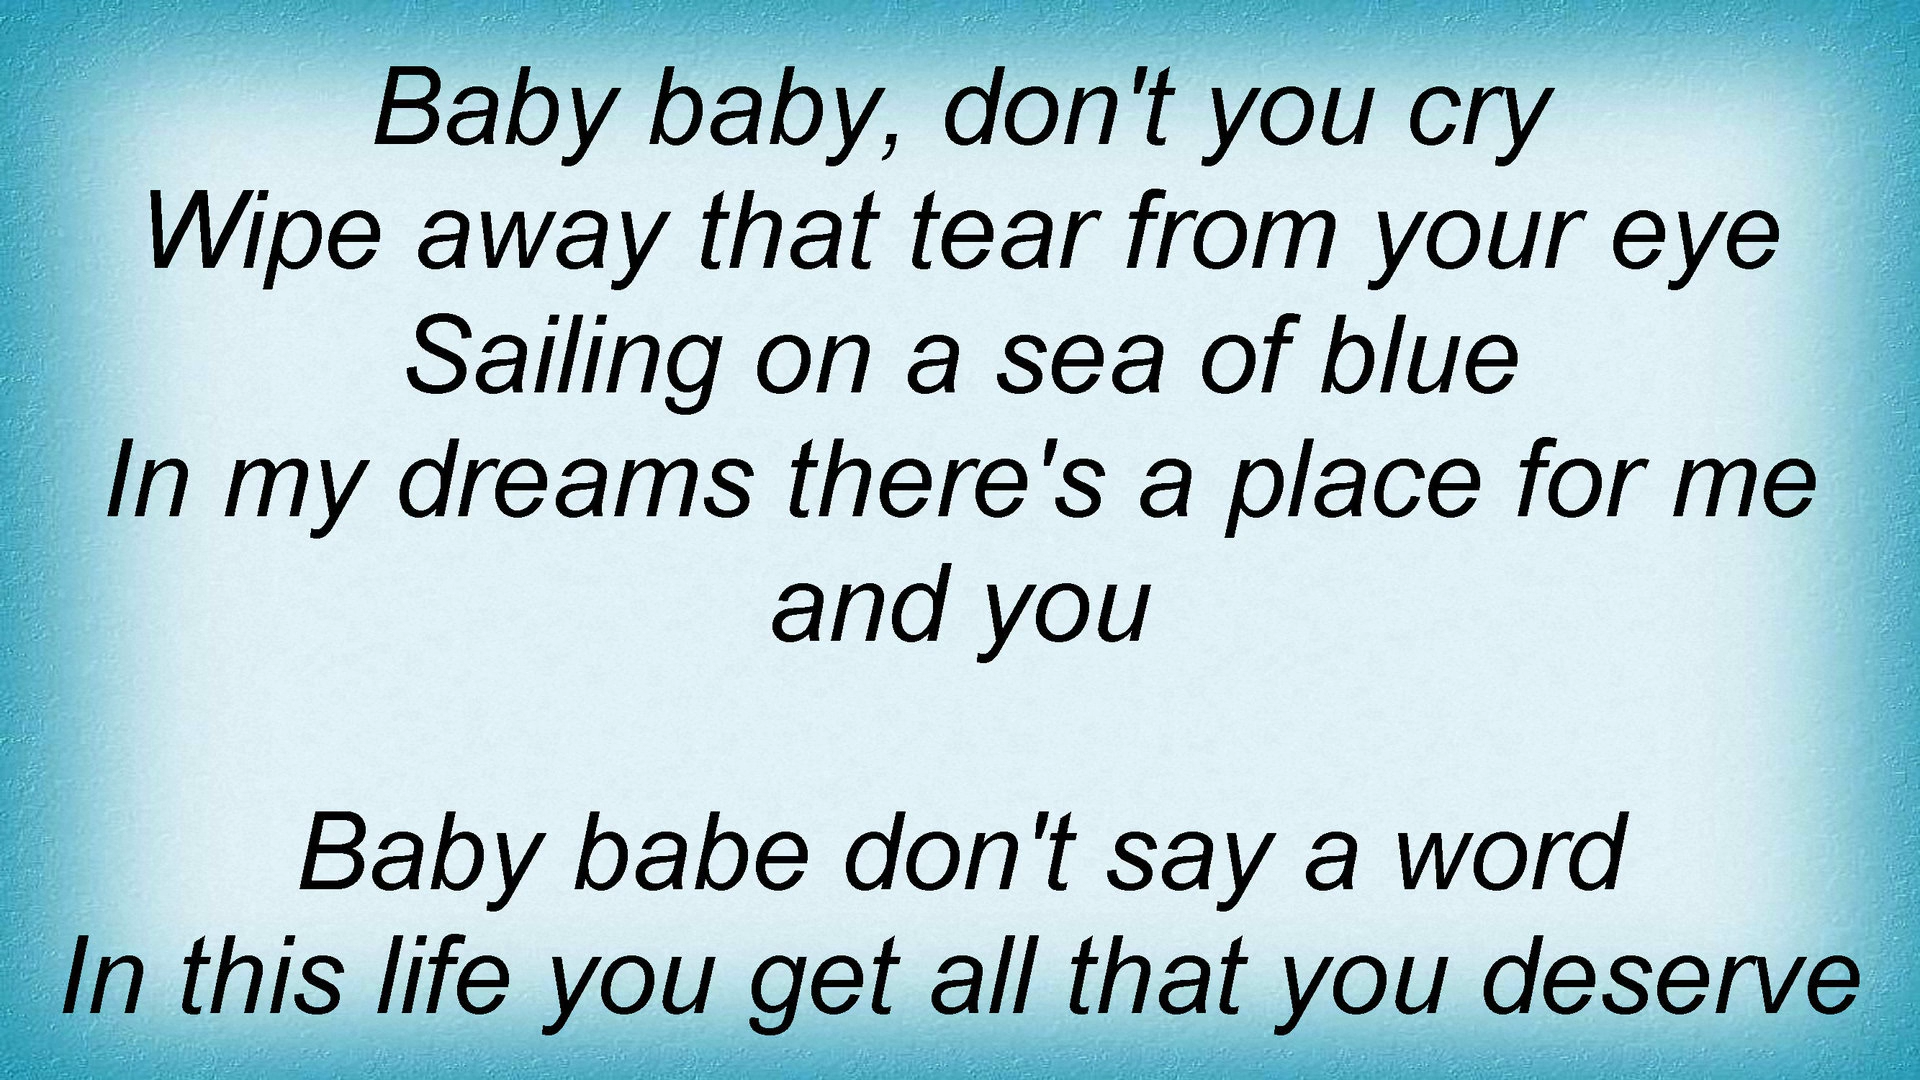 Baby baby, don't you cry
Wipe away that tear from your eye
Sailing on a sea of blue
In my dreams there's a place for me
and you
Baby babe don't say a word
In this life you get all that you deserve